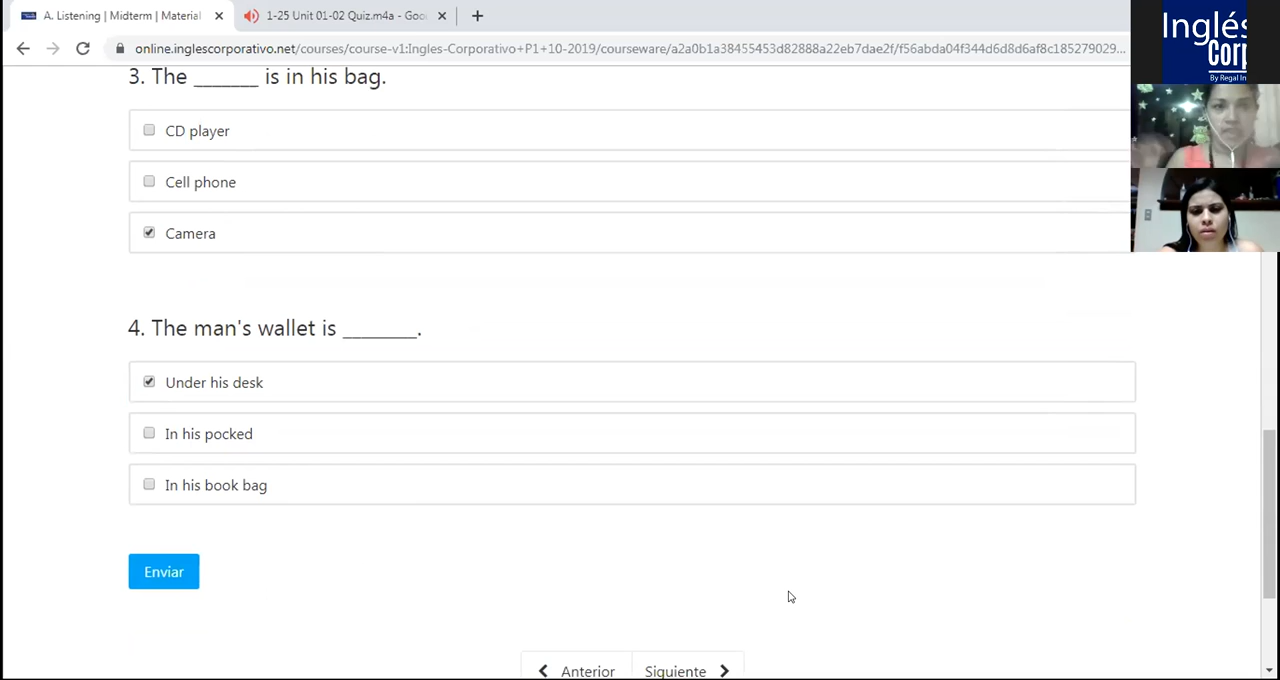 A. Listening | Midterm | Material
1-25 Unit 01-02 Quiz.m4a - Goo
online.inglescorporativo.net/courses/course-v1:Ingles-Corporativo+P1+10-2019/courseware/a2a0b1a38455453d82888a22eb7dae2f/f56abda04f344d6d8d6af8c185279029...
Inglés
Corp
By Regal In
3. The _______ is in his bag.
CD player
Cell phone
Camera
4. The man's wallet is ________.
Under his desk
In his pocked
In his book bag
Enviar
Anterior
Siguiente